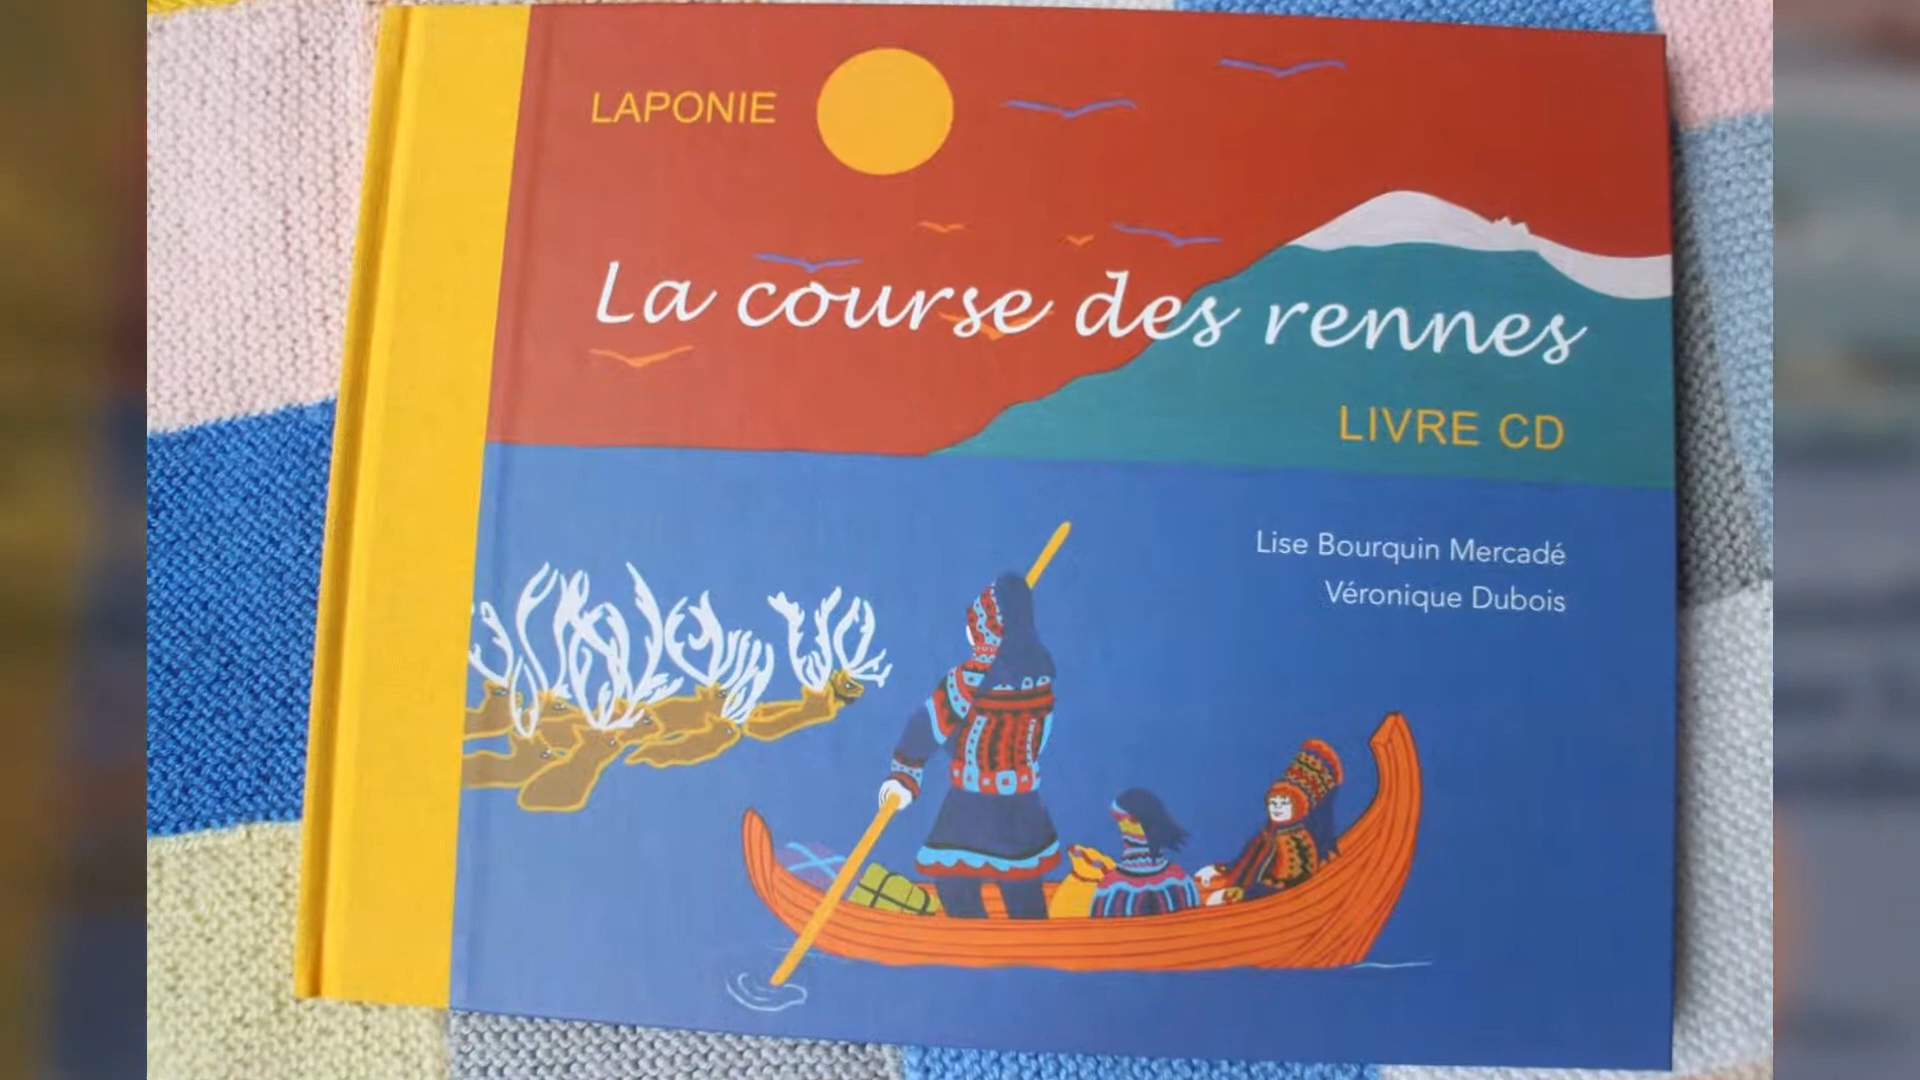 LAPONIE
La course des rennes
LIVRE CD
Lise Bourquin Mercadé
Véronique Dubois